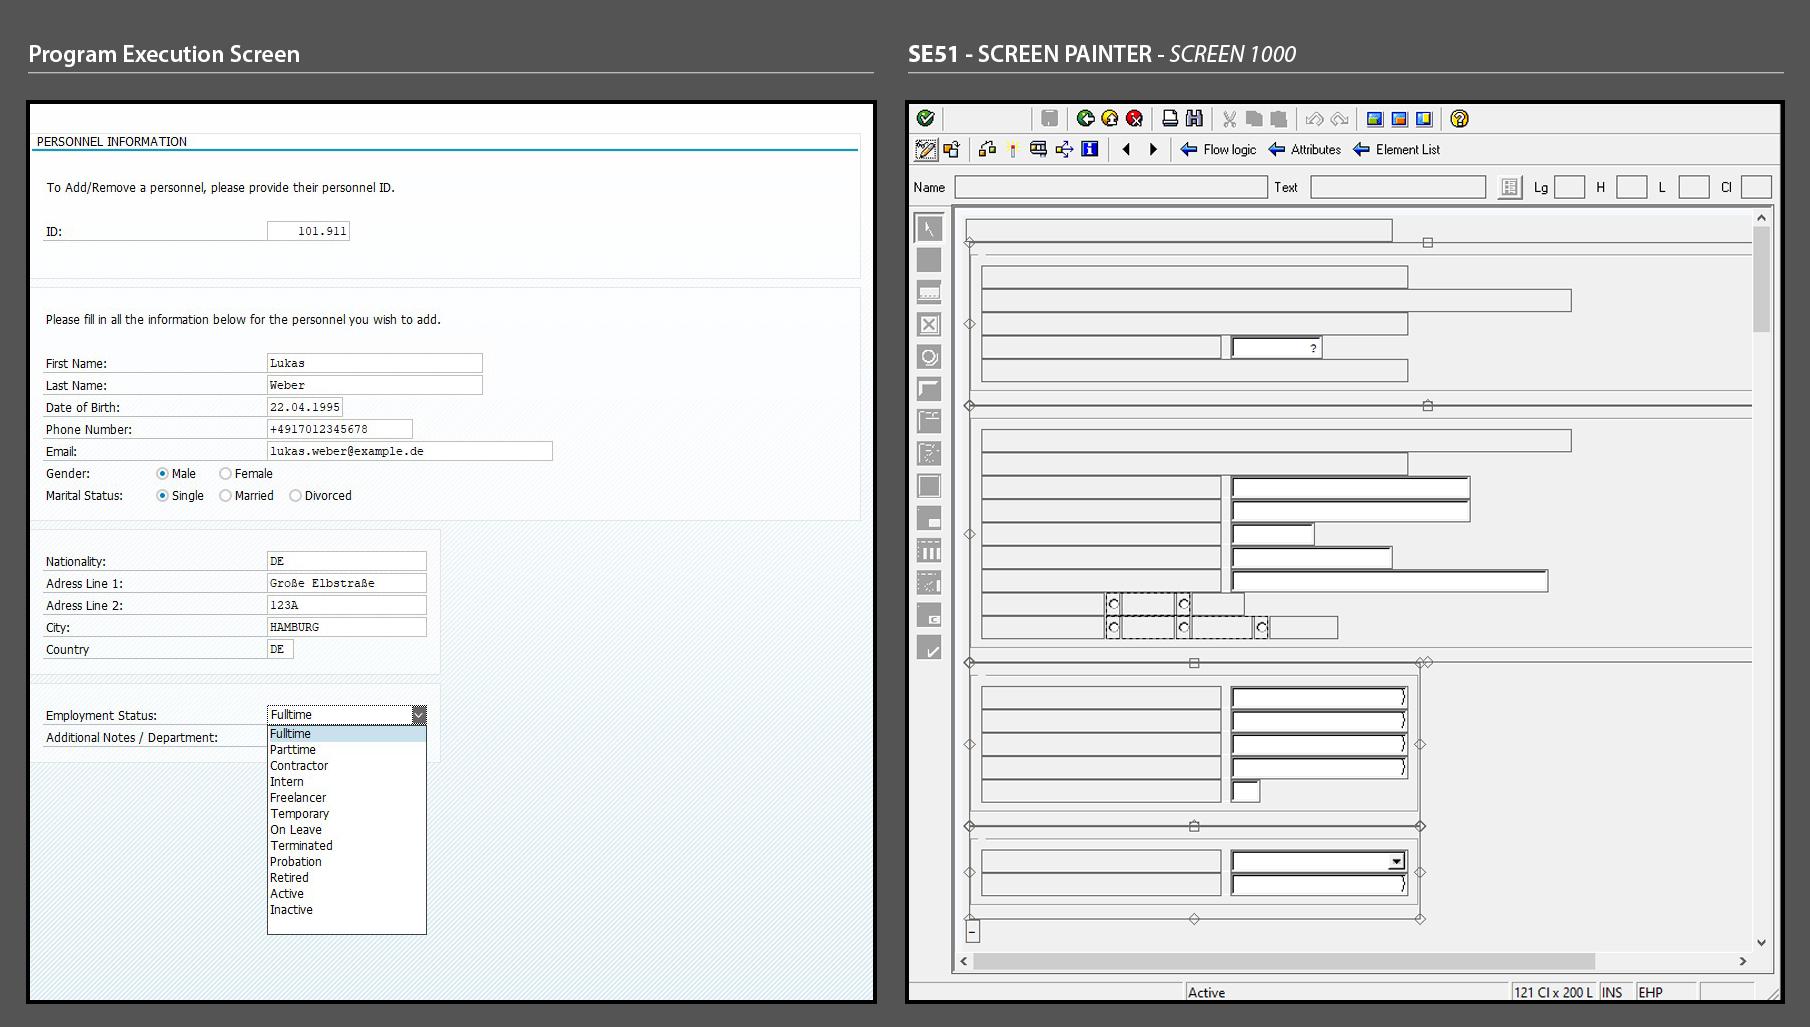 Program Execution Screen
PERSONNEL INFORMATION
To Add/Remove a personnel, please provide their personnel ID.
ID: 101.911
Please fill in all the information below for the personnel you wish to add.
First Name: Lukas
Last Name: Weber
Date of Birth: 22.04.1995
Phone Number: +4917012345678
Email: lukas.weber@example.de
Gender: Male Female
Marital Status: Single Married Divorced
Nationality: DE
Adress Line 1: Große Elbstraße
Adress Line 2: 123A
City: HAMBURG
Country DE
Employment Status: Fulltime
Additional Notes / Department:
Fulltime
Parttime
Contractor
Intern
Freelancer
Temporary
On Leave
Terminated
Probation
Retired
Active
Inactive
SE51 - SCREEN PAINTER - SCREEN 1000
Flow logic Attributes Element List
Name Text Lg H L Cl
?
Active 121 Cl x 200 L INS EHP